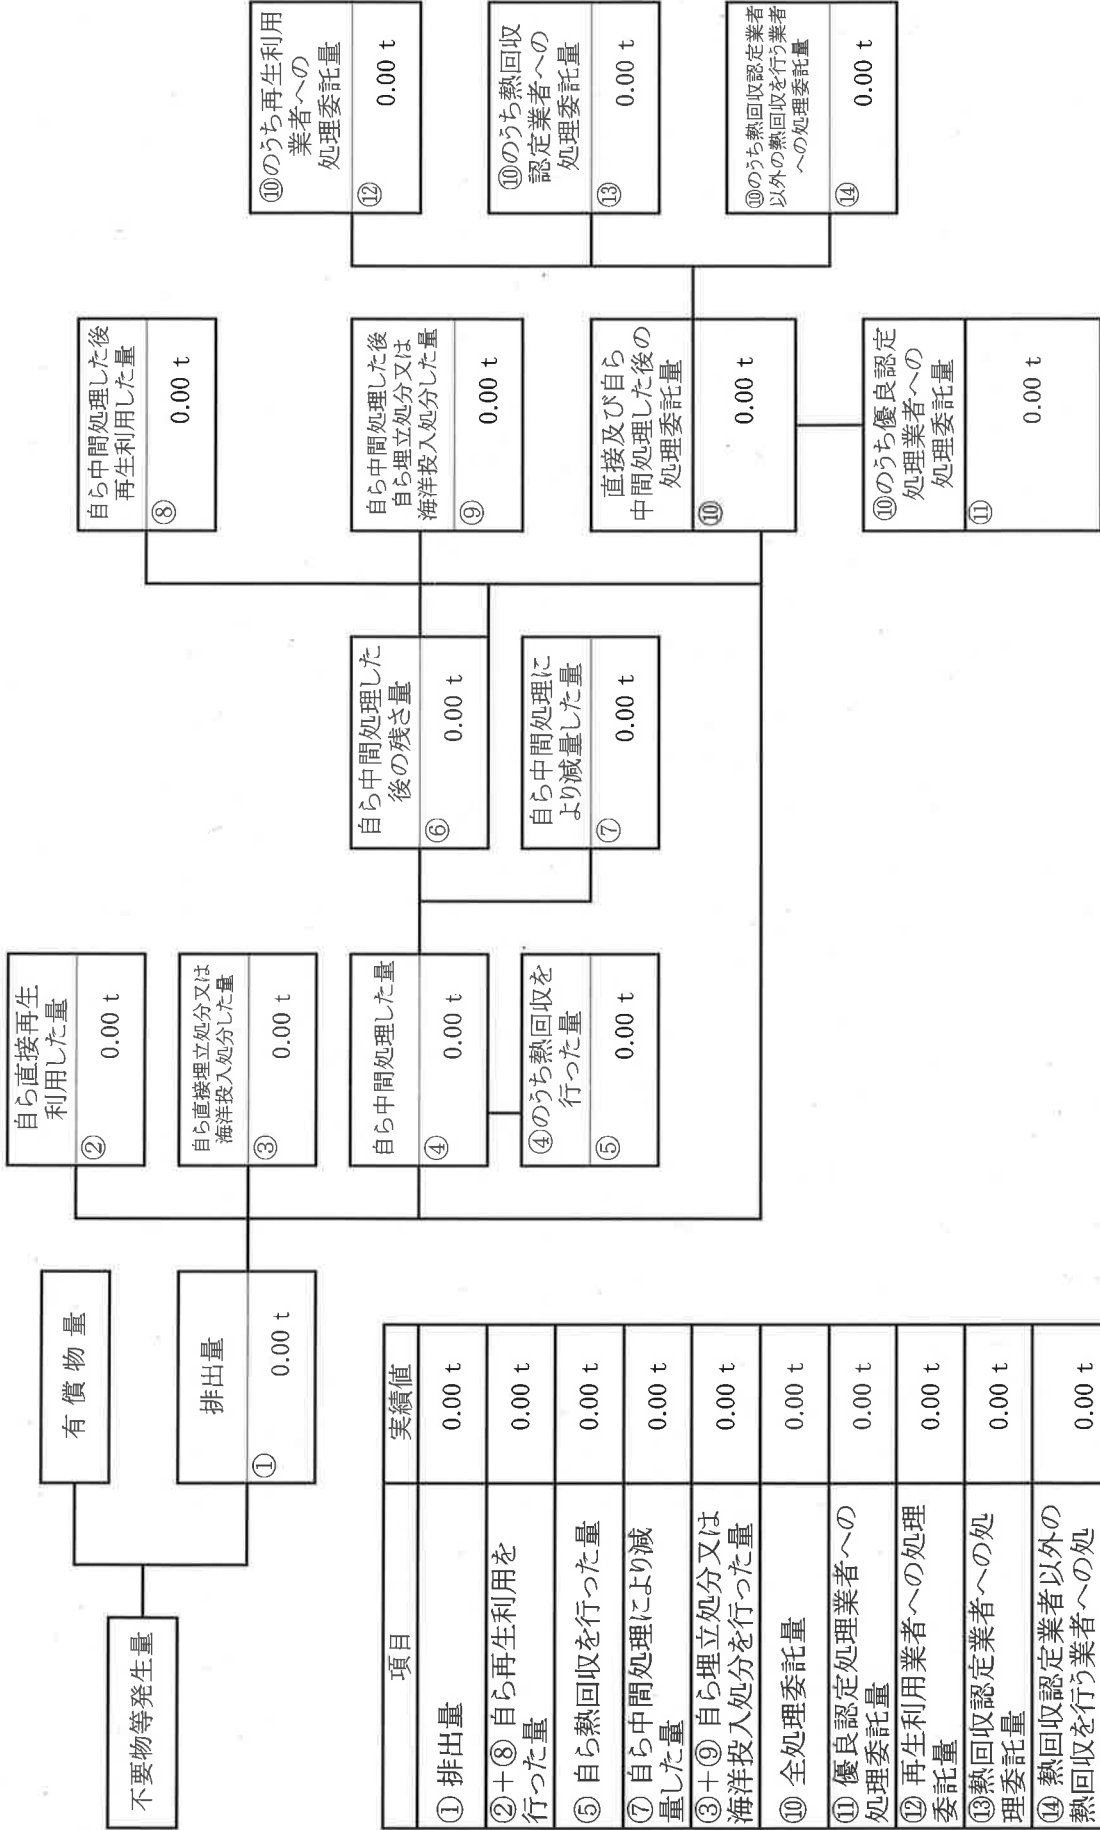 不要物等発生量
有償物量
排出量
①
0.00 t
自ら直接再生
利用した量
②
0.00 t
自ら直接埋立処分又は
海洋投入処分した量
③
0.00 t
自ら中間処理した量
④
0.00 t
④のうち熱回収を
行った量
⑤
0.00 t
自ら中間処理した
後の残さ量
⑥
0.00 t
自ら中間処理に
より減量した量
⑦
0.00 t
自ら中間処理した後
再生利用した量
⑧
0.00 t
自ら中間処理した後
自ら埋立処分又は
海洋投入処分した量
⑨
0.00 t
直接及び自ら
中間処理した後の
処理委託量
⑩
0.00 t
⑩のうち優良認定
処理業者への
処理委託量
⑪
0.00 t
⑩のうち再生利用
業者への
処理委託量
⑫
0.00 t
⑩のうち熱回収
認定業者への
処理委託量
⑬
0.00 t
⑩のうち熱回収認定業者
以外の熱回収を行う業者
への処理委託量
⑭
0.00 t
項目 実績値
① 排出量 0.00 t
②+⑧ 自ら再生利用を
行った量 0.00 t
⑤ 自ら熱回収を行った量 0.00 t
⑦ 自ら中間処理により減
量した量 0.00 t
③+⑨ 自ら埋立処分又は
海洋投入処分を行った量 0.00 t
⑩ 全処理委託量 0.00 t
⑪ 優良認定処理業者への
処理委託量 0.00 t
⑫ 再生利用業者への処理
委託量 0.00 t
⑬熱回収認定業者への処
理委託量 0.00 t
⑭ 熱回収認定業者以外の
熱回収を行う業者への処 0.00 t